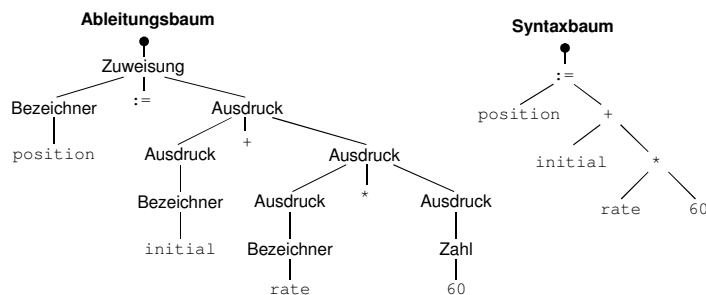 Ableitungsbaum
Syntaxbaum
Zuweisung
:=
Bezeichner
:=
Ausdruck
position
+
position
Ausdruck
+
Ausdruck
initial
*
Bezeichner
Ausdruck
*
Ausdruck
rate
60
initial
Bezeichner
Zahl
rate
60